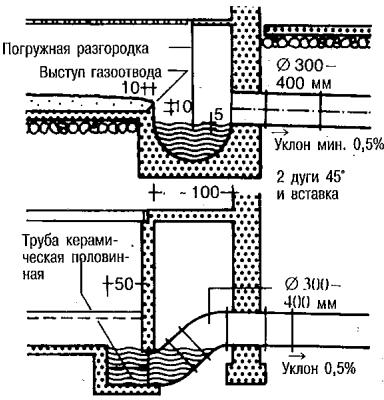 Погружная разгородка
Выступ газоотвода
10
10
5
Ø 300–
400 мм
Уклон мин. 0,5%
~100
2 дуги 45°
и вставка
Труба керами-
ческая половин-
ная
50
Ø 300–
400 мм
Уклон 0,5%